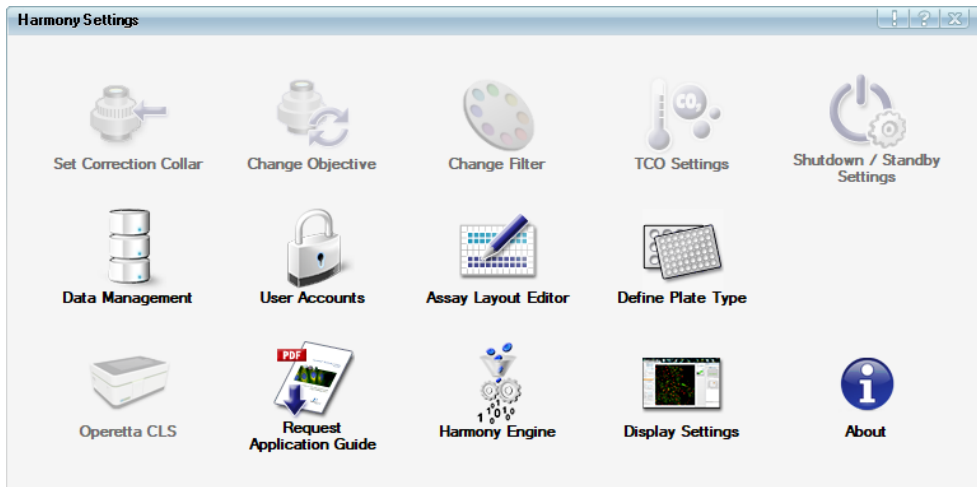 Harmony Settings
Set Correction Collar
Change Objective
Change Filter
CO₂
TCO Settings
Shutdown / Standby
Settings
Data Management
User Accounts
Assay Layout Editor
Define Plate Type
Operetta CLS
PDF
Request
Application Guide
Harmony Engine
Display Settings
About